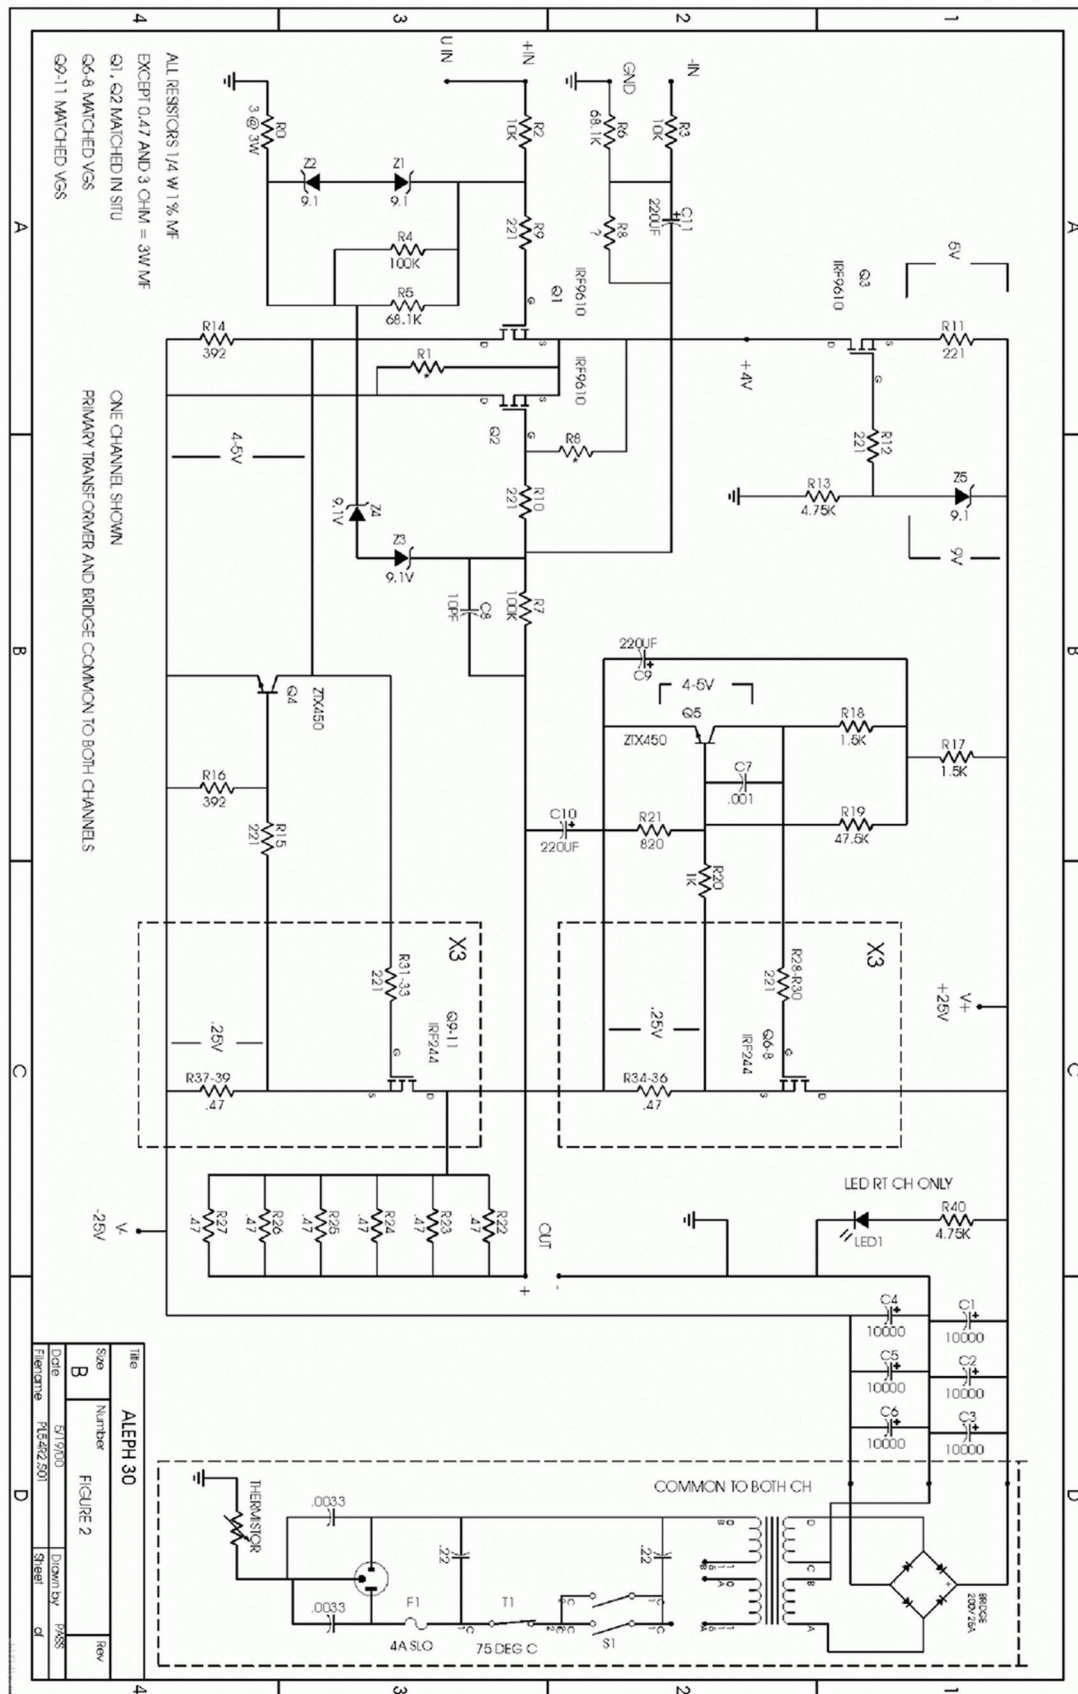 4
3
2
1
A
B
C
D
ALL RESISTORS 1/4 W 1% MF
EXCEPT 0.47 AND 3 OHM = 3W MF
Q1, Q2 MATCHED IN SITU
Q6-8 MATCHED VGS
Q9-11 MATCHED VGS
ONE CHANNEL SHOWN
PRIMARY TRANSFORMER AND BRIDGE COMMON TO BOTH CHANNELS
-IN
GND
+IN
U IN
R3
10K
R6
68.1K
R2
10K
R0
3 @ 3W
Z2
9.1
Z1
9.1
R4
100K
R5
68.1K
R9
221
C11
220UF
+
R8
?
Q1
IRF9610
G
D
S
R14
392
R1
*
Q2
IRF9610
G
D
S
R8
*
R10
221
Z4
9.1V
Z3
9.1V
C8
10PF
R7
100K
5V
Q3
IRF9610
G
D
S
R11
221
+4V
R12
221
R13
4.75K
Z5
9.1
9V
4-5V
Q4
ZTX450
R16
392
R15
221
220UF
C9
+
4-5V
Q5
ZTX450
C7
.001
R18
1.5K
R17
1.5K
R19
47.5K
R21
820
C10
220UF
+
R20
1K
X3
R31-33
221
Q9-11
IRF244
G
D
S
.25V
R37-39
.47
X3
R28-R30
221
Q6-8
IRF244
G
D
S
.25V
R34-36
.47
V+
+25V
V-
-25V
R22
.47
R23
.47
R24
.47
R25
.47
R26
.47
R27
.47
OUT
+
-
LED RT CH ONLY
R40
4.75K
LED1
C4
10000
C5
10000
C6
10000
C1
10000
C2
10000
C3
10000
COMMON TO BOTH CH
THERMISTOR
.0033
.0033
.22
.22
F1
4A SLO
T1
75 DEG C
S1
BRIDGE
200V 25A
Title
ALEPH 30
Size
B
Number
FIGURE 2
Rev
Date
5/19/00
Drawn by
PASS
Filename
Sheet
of
A
B
C
D
4
3
2
1